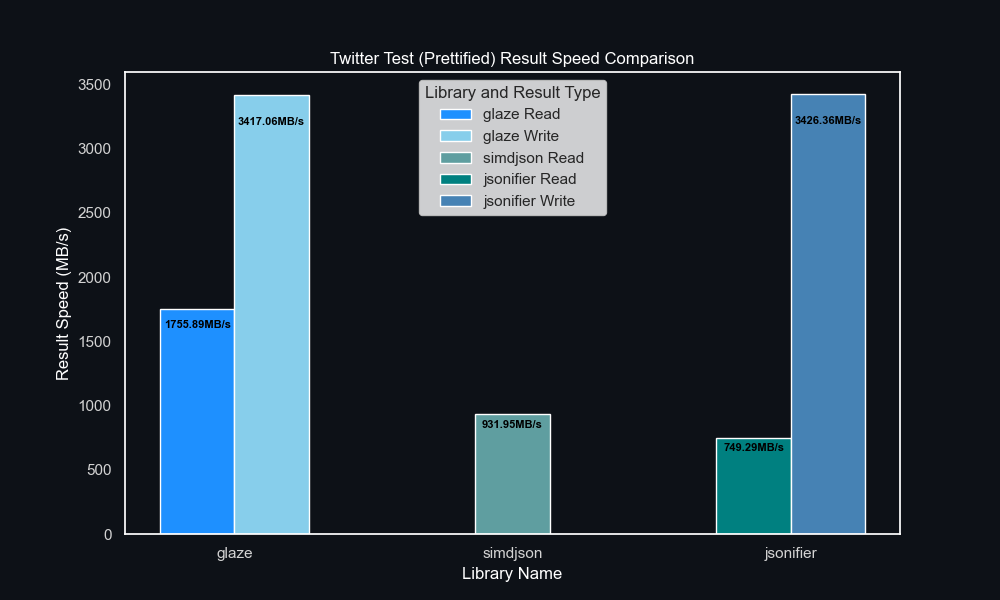 Twitter Test (Prettified) Result Speed Comparison
Library and Result Type
glaze Read
glaze Write
simdjson Read
jsonifier Read
jsonifier Write
Result Speed (MB/s)
3500
3000
2500
2000
1500
1000
500
0
1755.89MB/s
3417.06MB/s
931.95MB/s
749.29MB/s
3426.36MB/s
glaze
simdjson
jsonifier
Library Name